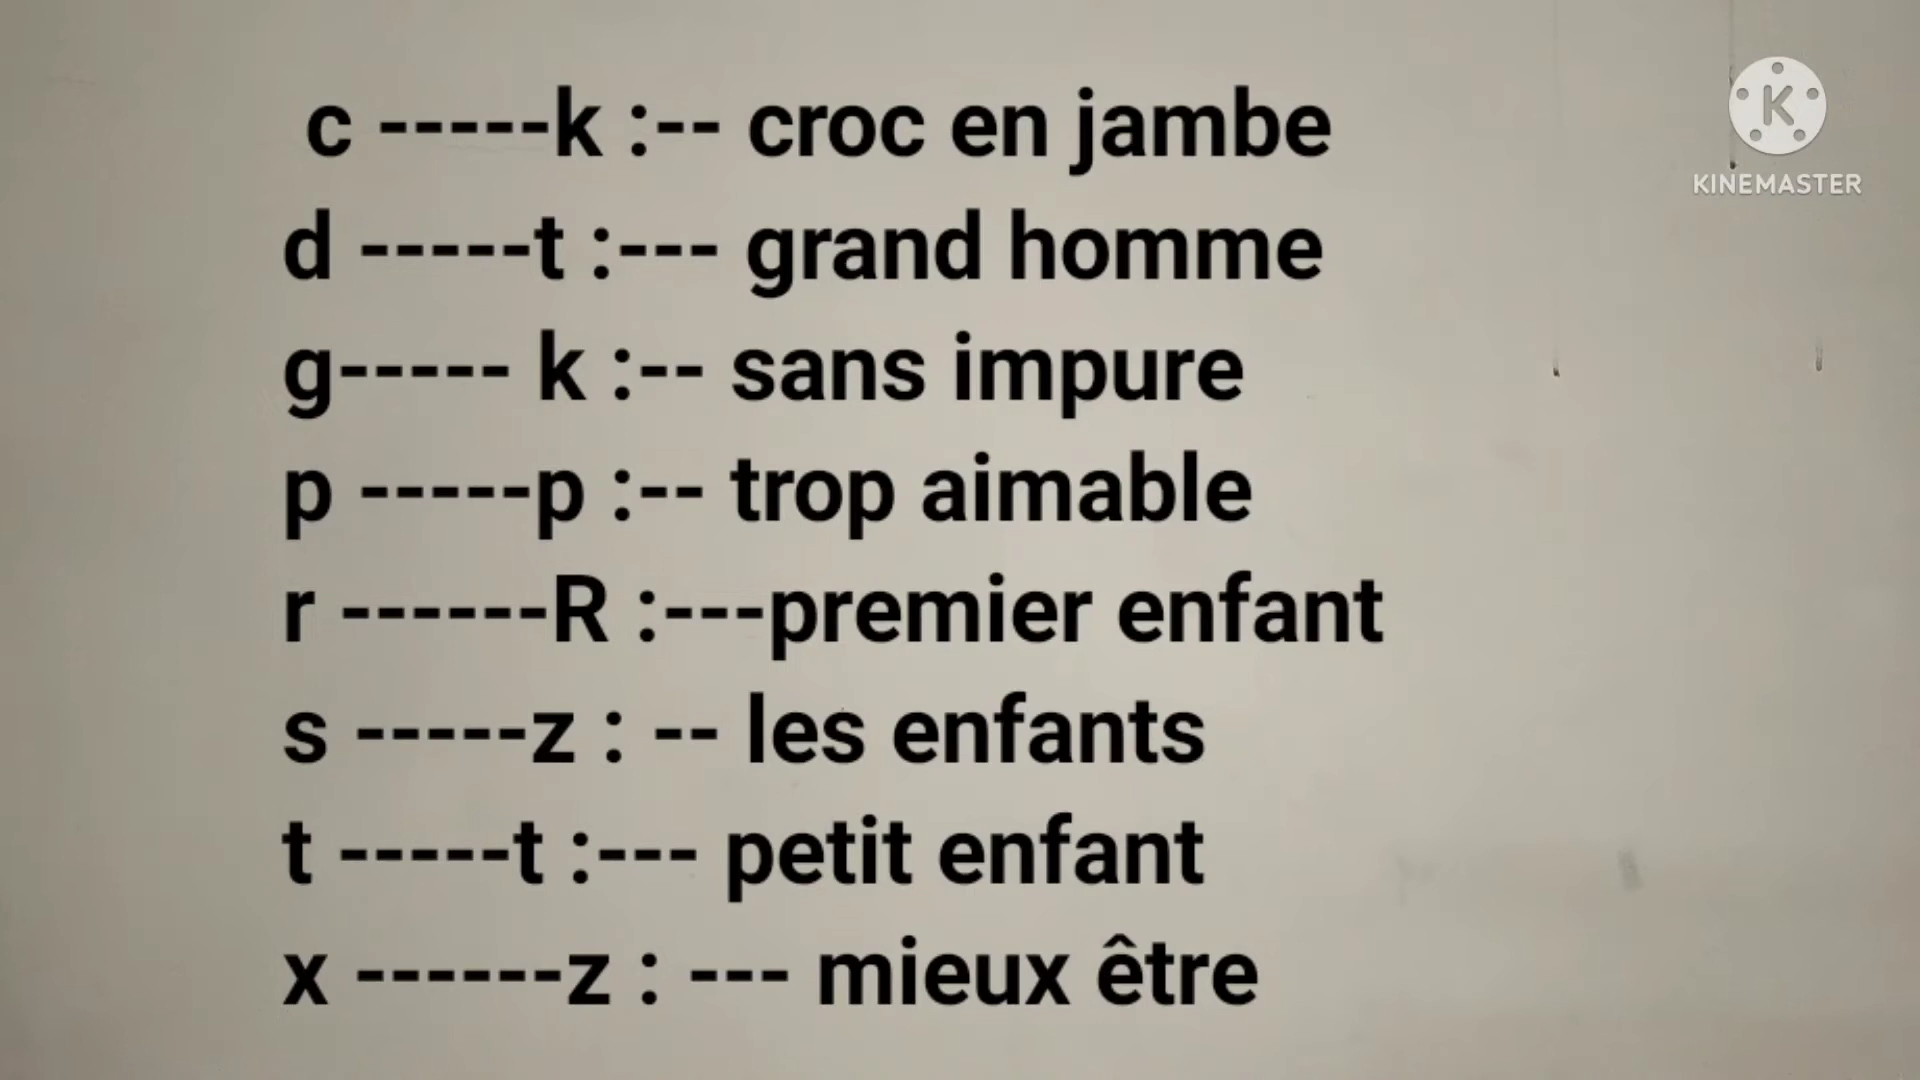 c -----k :-- croc en jambe
d -----t :--- grand homme
g----- k :-- sans impure
p -----p :-- trop aimable
r ------R :---premier enfant
s -----z : -- les enfants
t -----t :--- petit enfant
x ------z : --- mieux être
K
KINEMASTER